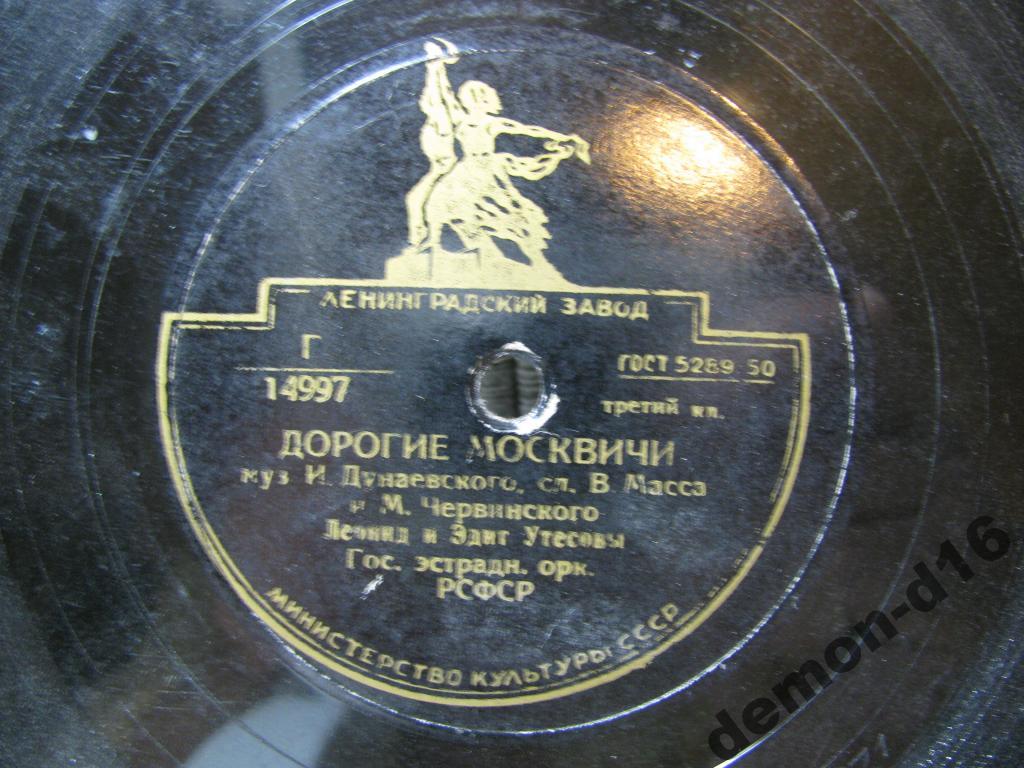 ЛЕНИНГРАДСКИЙ ЗАВОД
Г
14997
ГОСТ 5289 50
третий кл.
ДОРОГИЕ МОСКВИЧИ
муз И. Дунаевского, сл. В. Масса
и М. Червинского
Леонид и Эдит Утесовы
Гос. эстрадн. орк.
РСФСР
МИНИСТЕРСТВО КУЛЬТУРЫ СССР
demon-d16